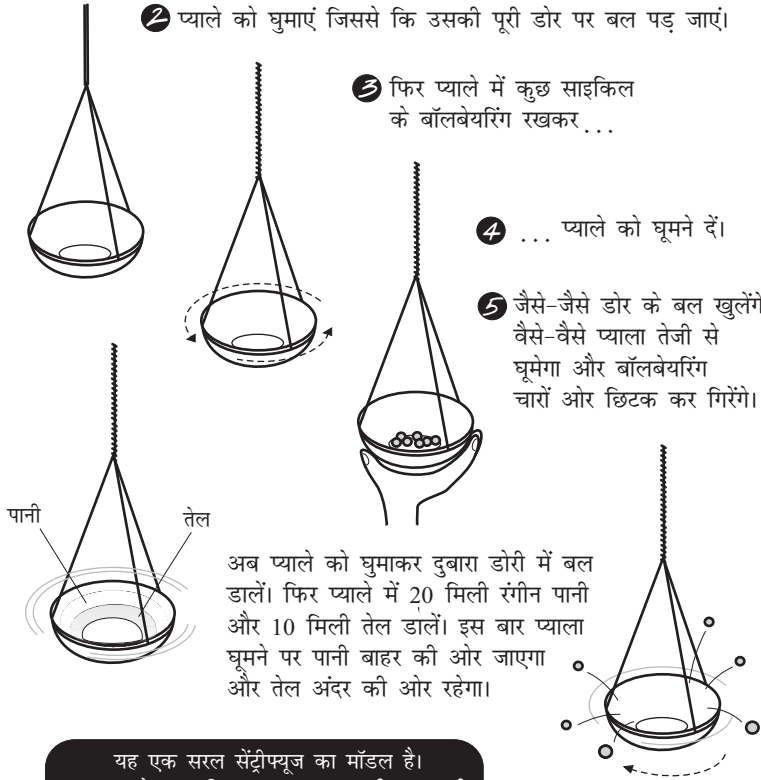 2 प्याले को घुमाएं जिससे कि उसकी पूरी डोर पर बल पड़ जाएं।
3 फिर प्याले में कुछ साइकिल
के बॉलबेयरिंग रखकर ...
4 ... प्याले को घूमने दें।
5 जैसे-जैसे डोर के बल खुलेंगे
वैसे-वैसे प्याला तेजी से
घूमेगा और बॉलबेयरिंग
चारों ओर छिटक कर गिरेंगे।
पानी
तेल
अब प्याले को घुमाकर दुबारा डोरी में बल
डालें। फिर प्याले में 20 मिली रंगीन पानी
और 10 मिली तेल डालें। इस बार प्याला
घूमने पर पानी बाहर की ओर जाएगा
और तेल अंदर की ओर रहेगा।
यह एक सरल सेंट्रीफ्यूज का मॉडल है।